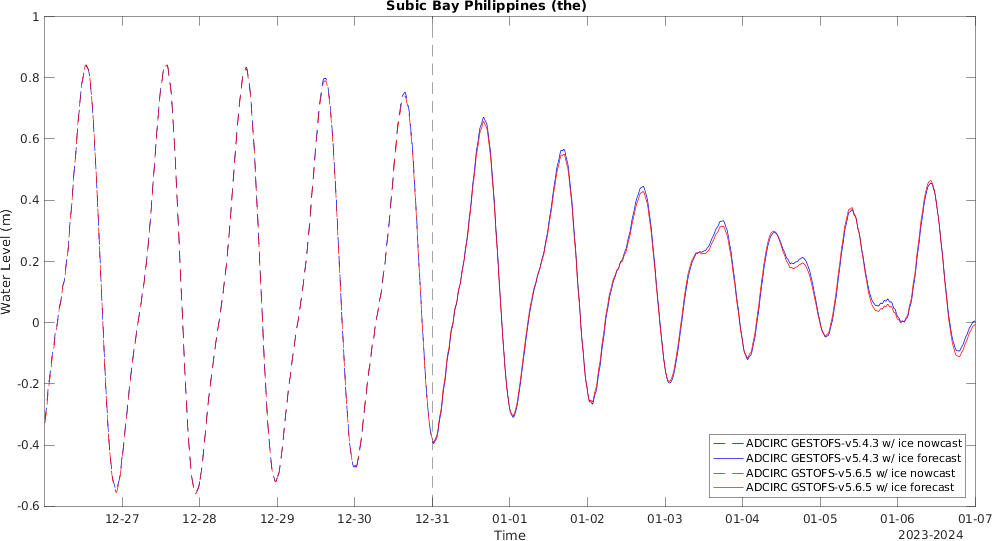 Subic Bay Philippines (the)
Water Level (m)
1
0.8
0.6
0.4
0.2
0
-0.2
-0.4
-0.6
ADCIRC GESTOFS-v5.4.3 w/ ice nowcast
ADCIRC GESTOFS-v5.4.3 w/ ice forecast
ADCIRC GSTOFS-v5.6.5 w/ ice nowcast
ADCIRC GSTOFS-v5.6.5 w/ ice forecast
12-27 12-28 12-29 12-30 12-31 01-01 01-02 01-03 01-04 01-05 01-06 01-07
Time
2023-2024